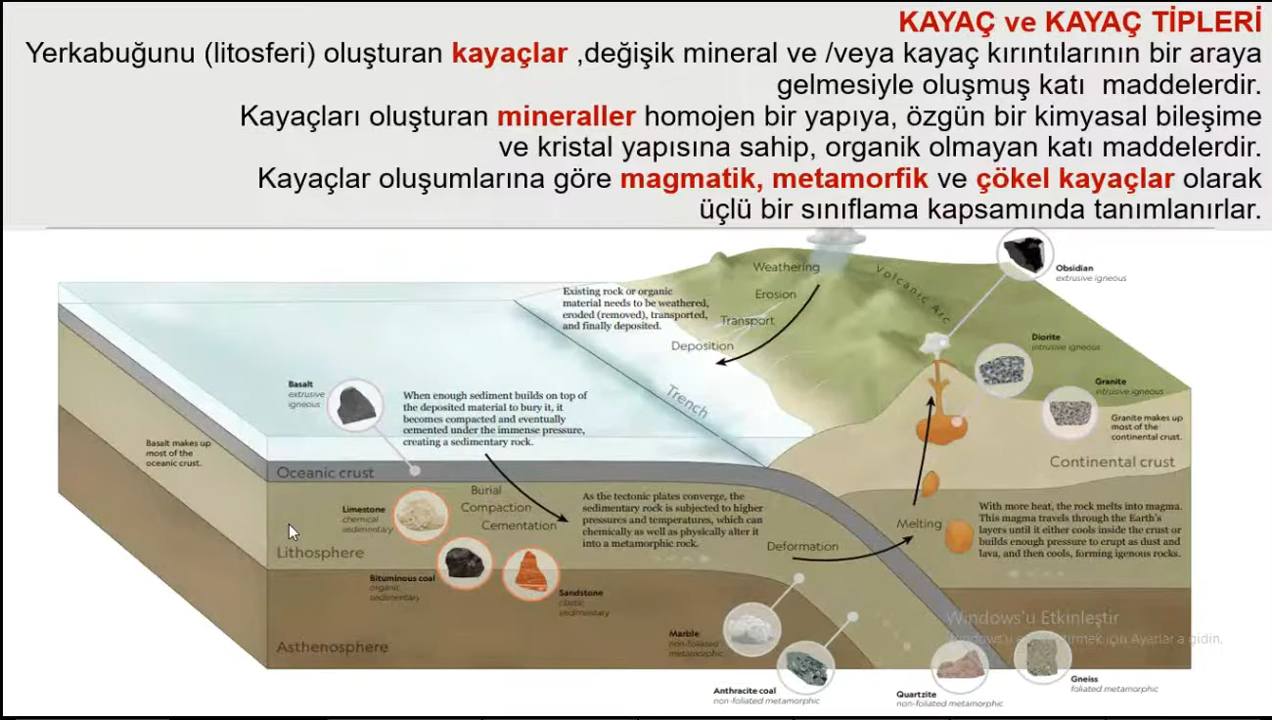 KAYAÇ ve KAYAÇ TİPLERİ
Yerkabuğunu (litosferi) oluşturan kayaçlar ,değişik mineral ve /veya kayaç kırıntılarının bir araya
gelmesiyle oluşmuş katı maddelerdir.
Kayaçları oluşturan mineraller homojen bir yapıya, özgün bir kimyasal bileşime
ve kristal yapısına sahip, organik olmayan katı maddelerdir.
Kayaçlar oluşumlarına göre magmatik, metamorfik ve çökel kayaçlar olarak
üçlü bir sınıflama kapsamında tanımlanırlar.
Weathering
Erosion
Transport
Deposition
Existing rock or organic
material needs to be weathered,
eroded (removed), transported,
and finally deposited.
Volcanic Arc
Obsidian
extrusive igneous
Diorite
intrusive igneous
Granite
intrusive igneous
Granite makes up
most of the
continental crust.
Continental crust
Trench
Basalt
extrusive
igneous
When enough sediment builds on top of
the deposited material to bury it, it
becomes compacted and eventually
cemented under the immense pressure,
creating a sedimentary rock.
Basalt makes up
most of the
oceanic crust.
Oceanic crust
Burial
Compaction
Cementation
Limestone
chemical
sedimentary
Lithosphere
Bituminous coal
organic
sedimentary
Sandstone
clastic
sedimentary
As the tectonic plates converge, the
sedimentary rock is subjected to higher
pressures and temperatures, which can
chemically as well as physically alter it
into a metamorphic rock.
Deformation
Melting
With more heat, the rock melts into magma.
This magma travels through the Earth's
layers until it either cools inside the crust or
builds enough pressure to erupt as dust and
lava, and then cools, forming igenous rocks.
Asthenosphere
Marble
non-foliated
metamorphic
Anthracite coal
non-foliated metamorphic
Quartzite
non-foliated metamorphic
Gneiss
foliated metamorphic
Windows'u Etkinleştir
Windows'u etkinleştirmek için Ayarlar'a gidin.